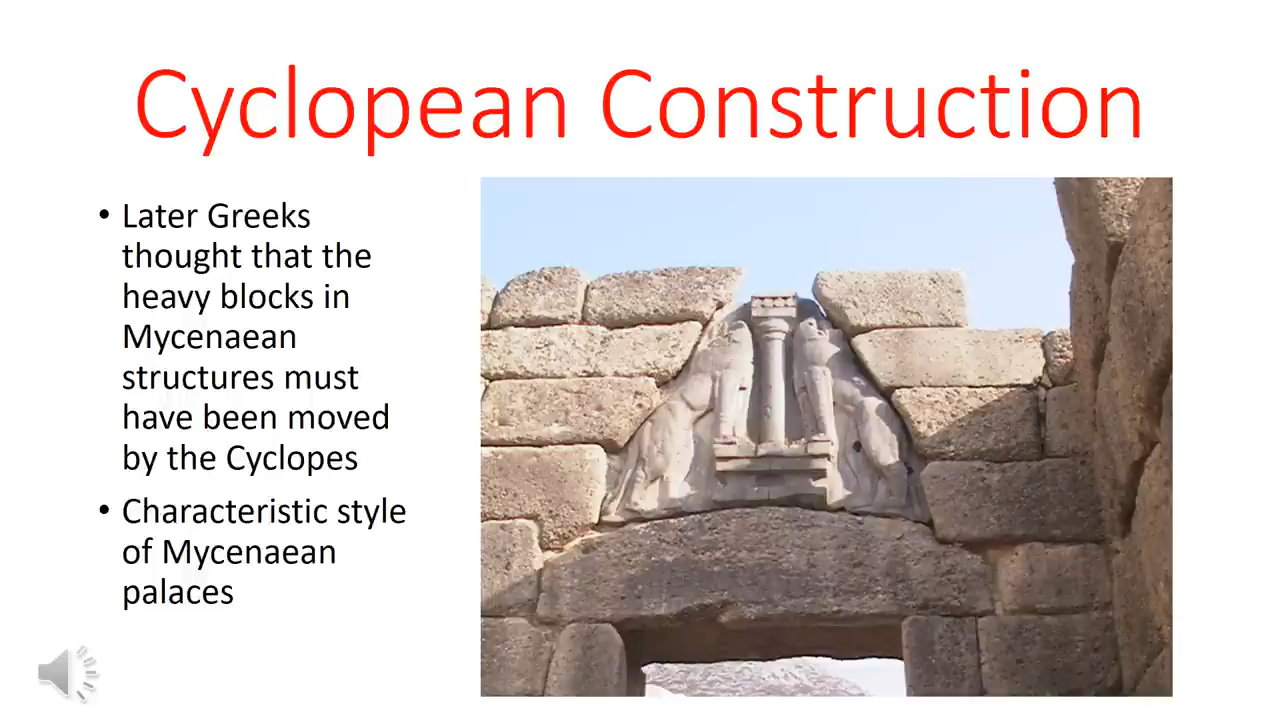 Cyclopean Construction
• Later Greeks
thought that the
heavy blocks in
Mycenaean
structures must
have been moved
by the Cyclopes
• Characteristic style
of Mycenaean
palaces